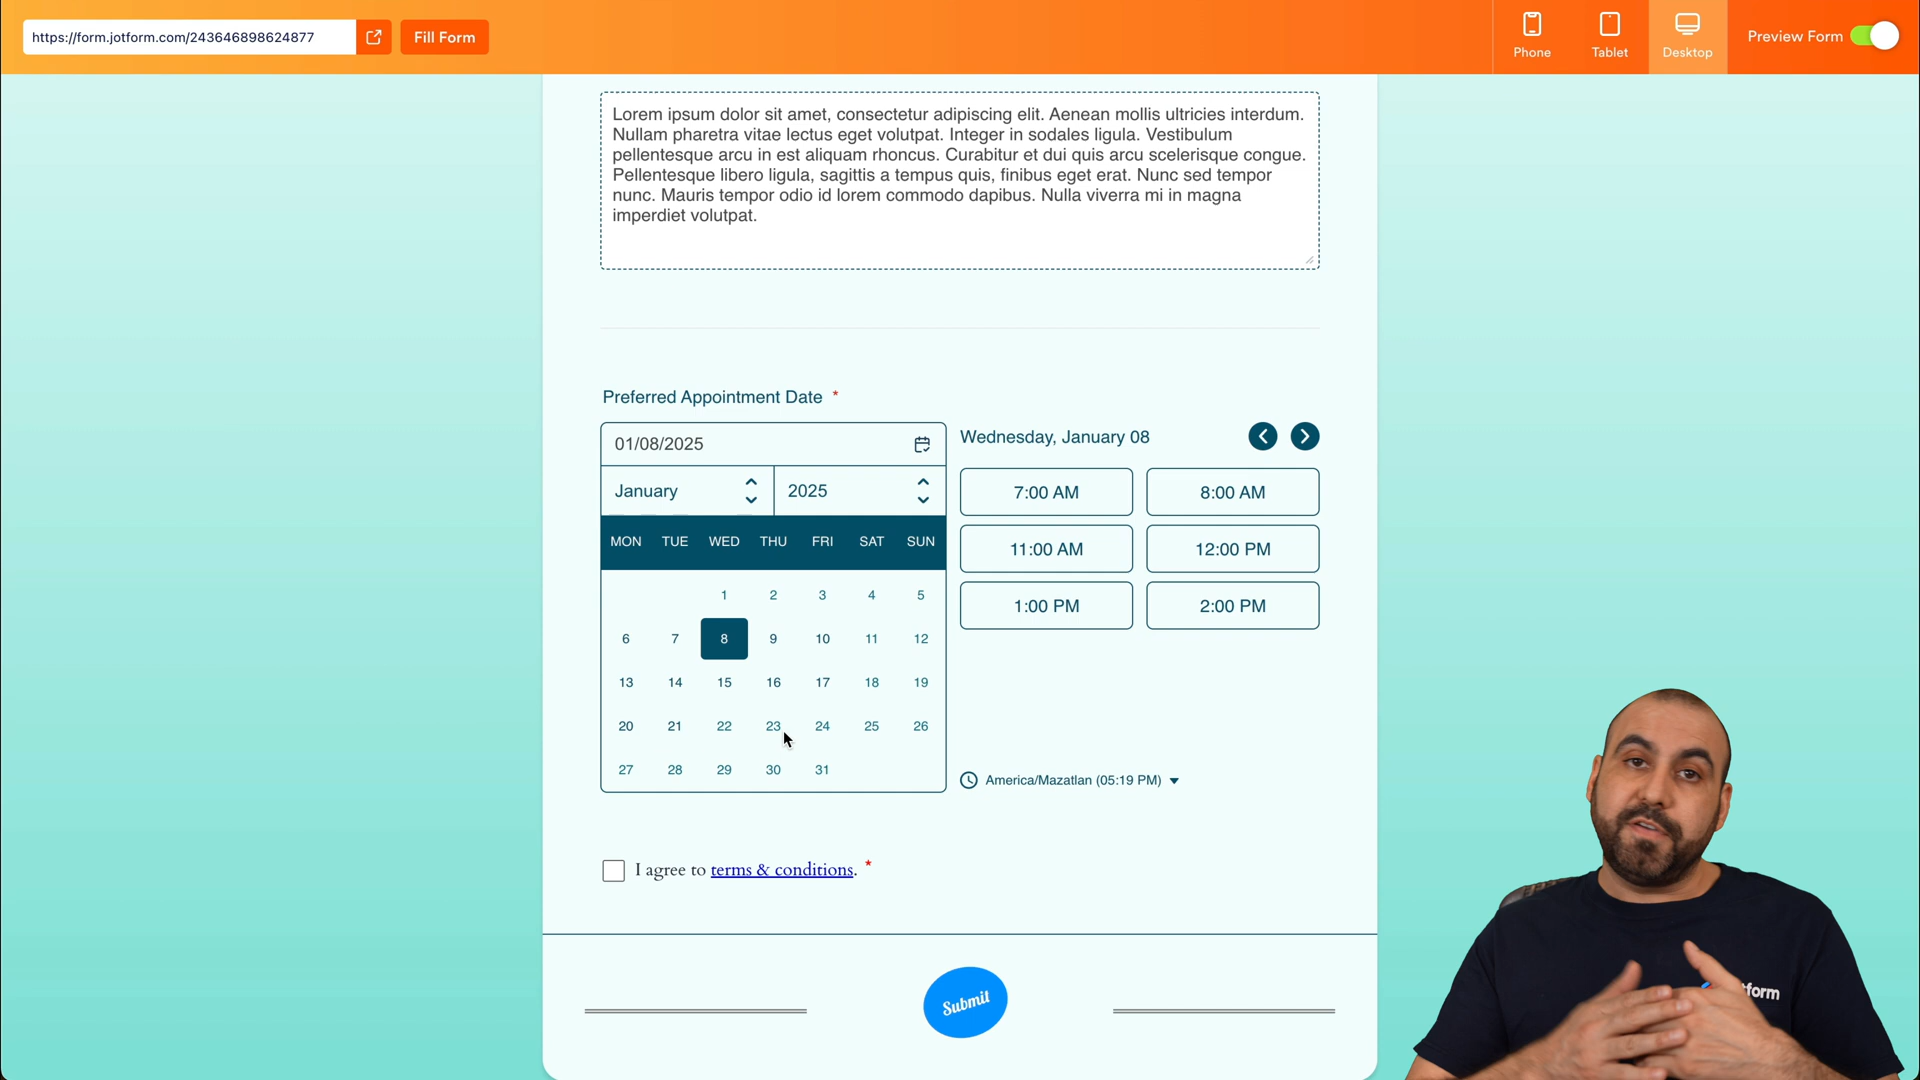 https://form.jotform.com/243646898624877
Fill Form
Phone
Tablet
Desktop
Preview Form
Lorem ipsum dolor sit amet, consectetur adipiscing elit. Aenean mollis ultricies interdum.
Nullam pharetra vitae lectus eget volutpat. Integer in sodales ligula. Vestibulum
pellentesque arcu in est aliquam rhoncus. Curabitur et dui quis arcu scelerisque congue.
Pellentesque libero ligula, sagittis a tempus quis, finibus eget erat. Nunc sed tempor
nunc. Mauris tempor odio id lorem commodo dapibus. Nulla viverra mi in magna
imperdiet volutpat.
Preferred Appointment Date *
01/08/2025
January 2025
MON TUE WED THU FRI SAT SUN
1 2 3 4 5
6 7 8 9 10 11 12
13 14 15 16 17 18 19
20 21 22 23 24 25 26
27 28 29 30 31
Wednesday, January 08
7:00 AM 8:00 AM
11:00 AM 12:00 PM
1:00 PM 2:00 PM
America/Mazatlan (05:19 PM)
I agree to terms & conditions. *
Submit